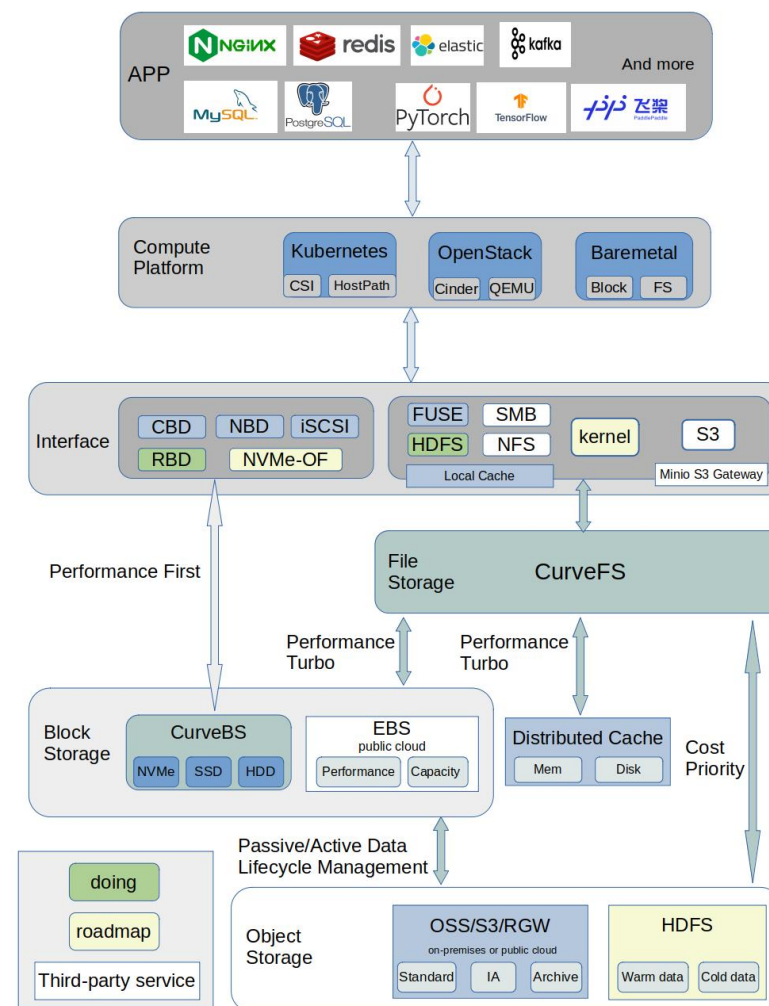 APP
NGINX
redis
elastic
kafka
And more
MySQL
PostgreSQL
PyTorch
TensorFlow
飞桨
PaddlePaddle
Compute
Platform
Kubernetes
CSI
HostPath
OpenStack
Cinder
QEMU
Baremetal
Block
FS
Interface
CBD
NBD
iSCSI
RBD
NVMe-OF
FUSE
SMB
HDFS
NFS
kernel
S3
Local Cache
Minio S3 Gateway
Performance First
File
Storage
CurveFS
Performance
Turbo
Performance
Turbo
Block
Storage
CurveBS
NVMe
SSD
HDD
EBS
public cloud
Performance
Capacity
Distributed Cache
Mem
Disk
Cost
Priority
Passive/Active Data
Lifecycle Management
doing
roadmap
Third-party service
Object
Storage
OSS/S3/RGW
on-premises or public cloud
Standard
IA
Archive
HDFS
Warm data
Cold data